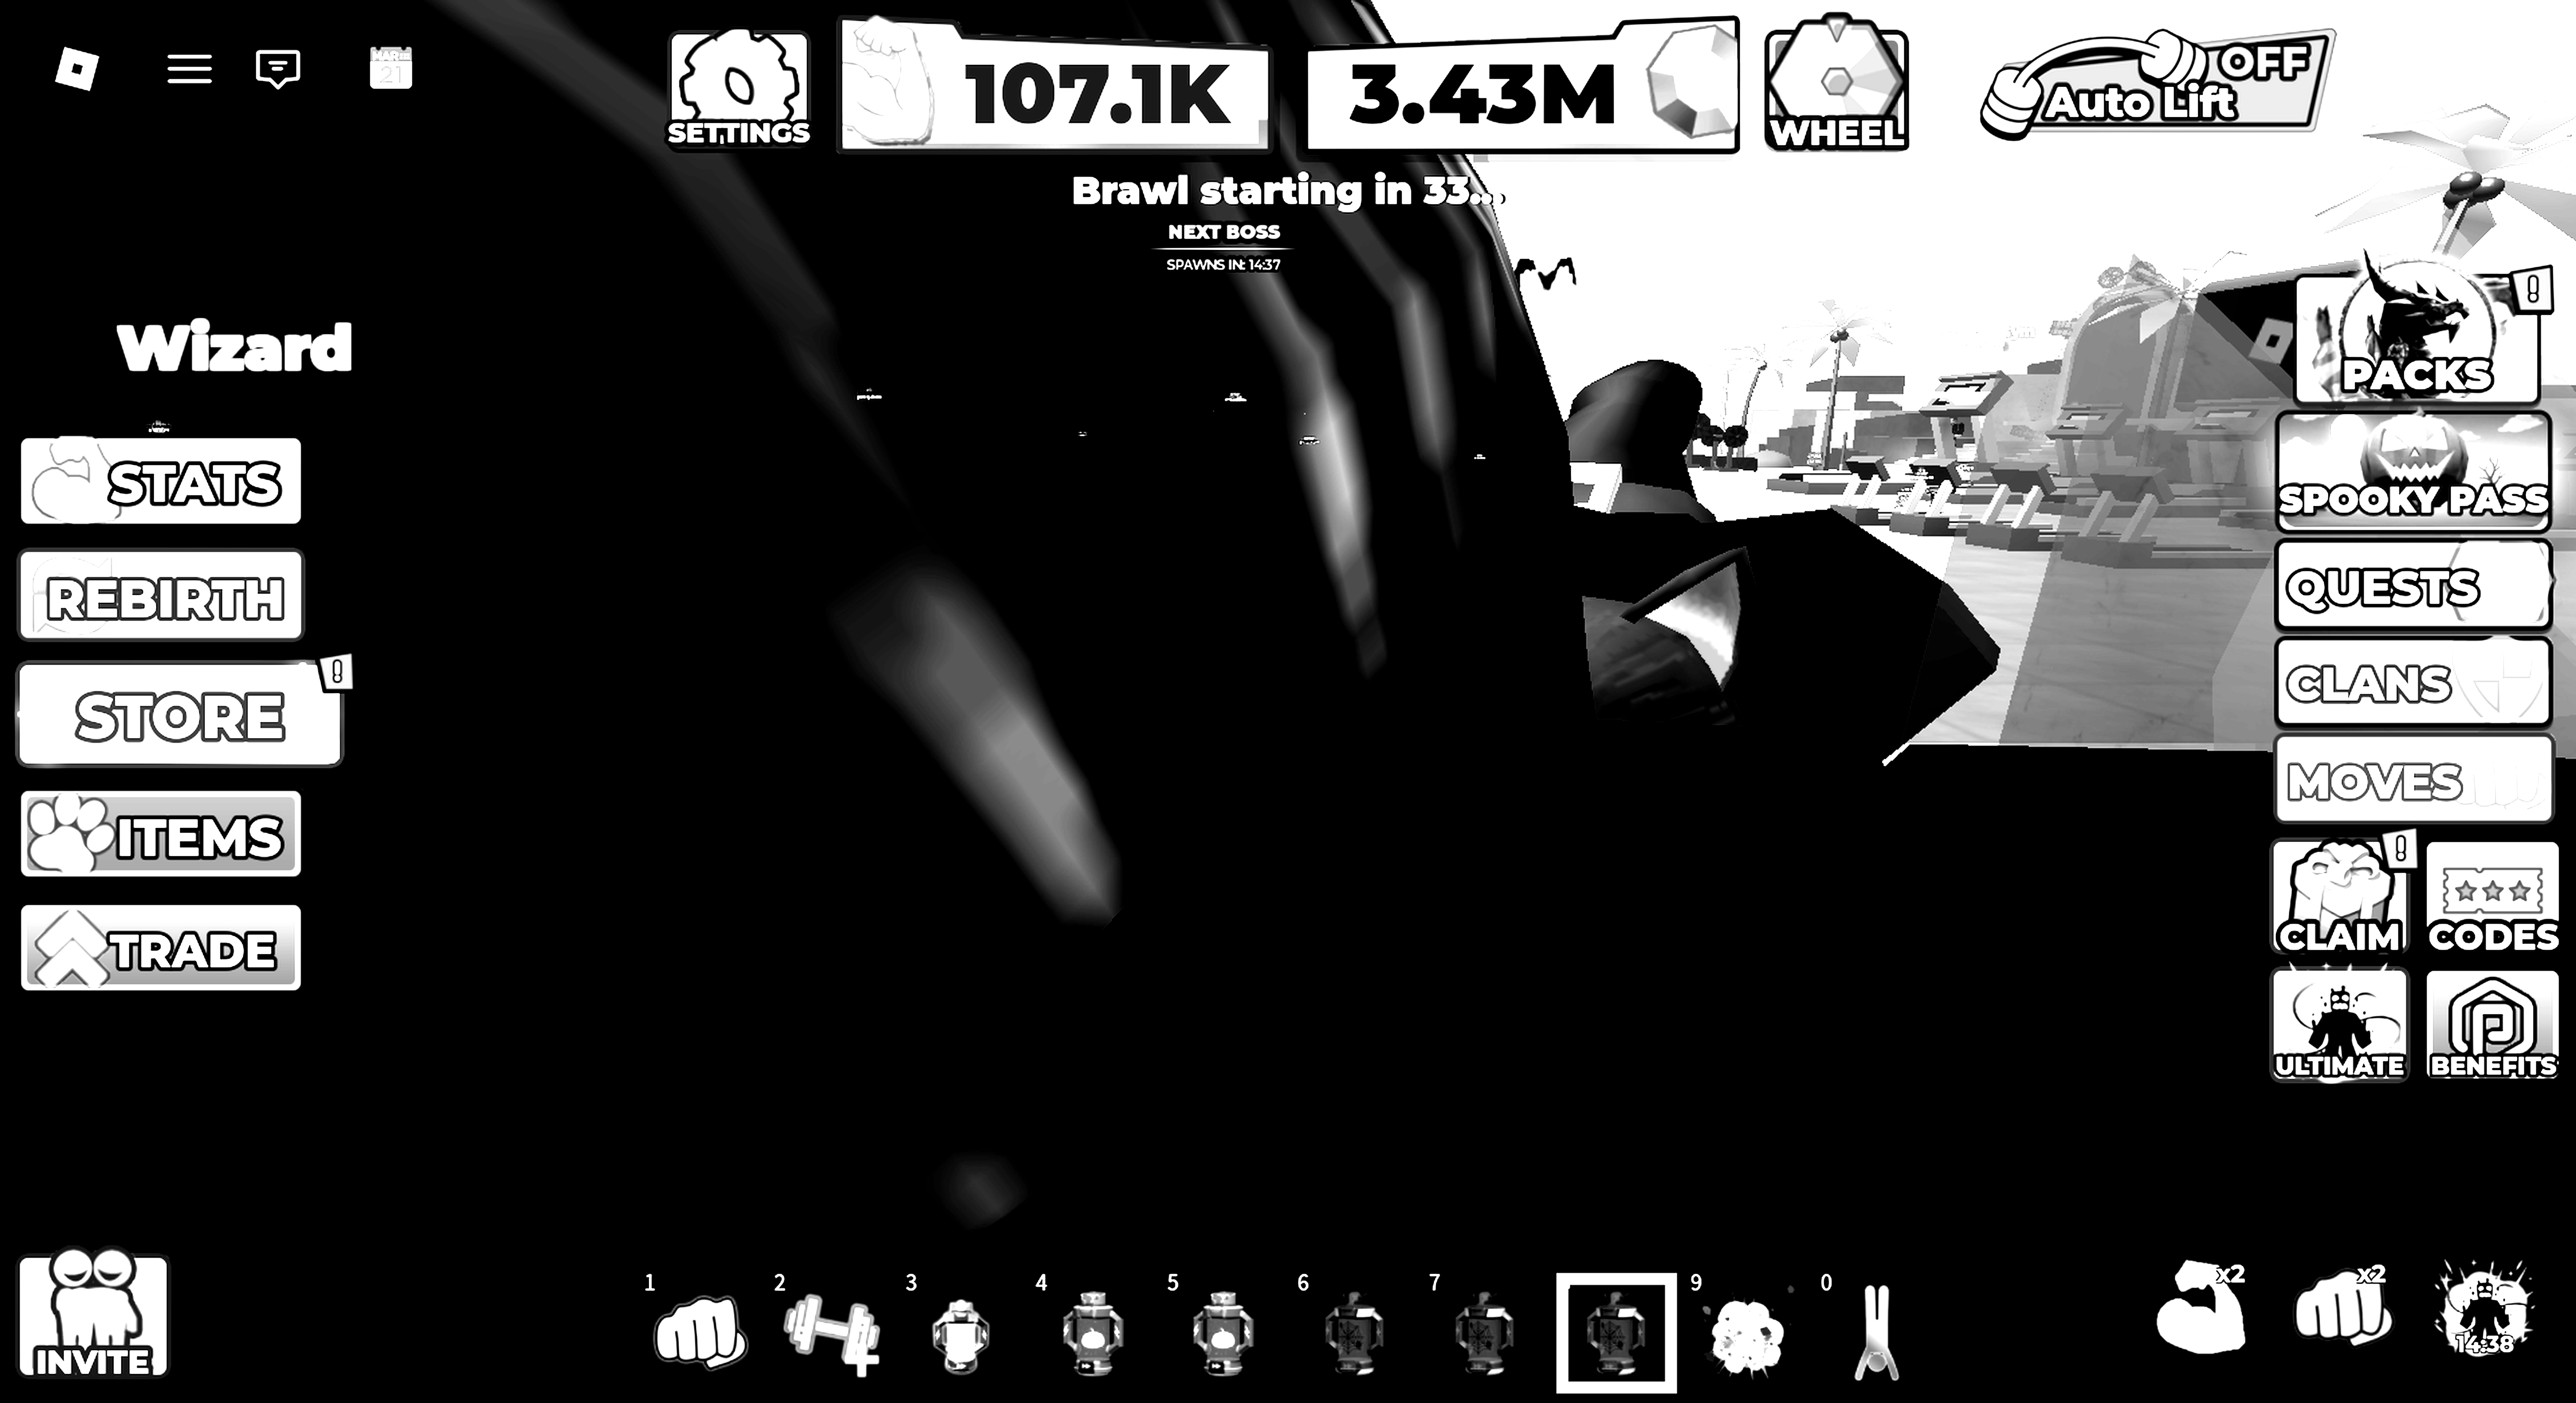 MAR
21
SETTINGS
107.1K
3.43M
WHEEL
OFF
Auto Lift
Brawl starting in 33...
NEXT BOSS
SPAWNS IN: 14:37
Wizard
STATS
REBIRTH
STORE
ITEMS
TRADE
INVITE
PACKS
SPOOKY PASS
QUESTS
CLANS
MOVES
CLAIM
CODES
ULTIMATE
BENEFITS
1
2
3
4
5
6
7
9
0
x2
x2
14:38